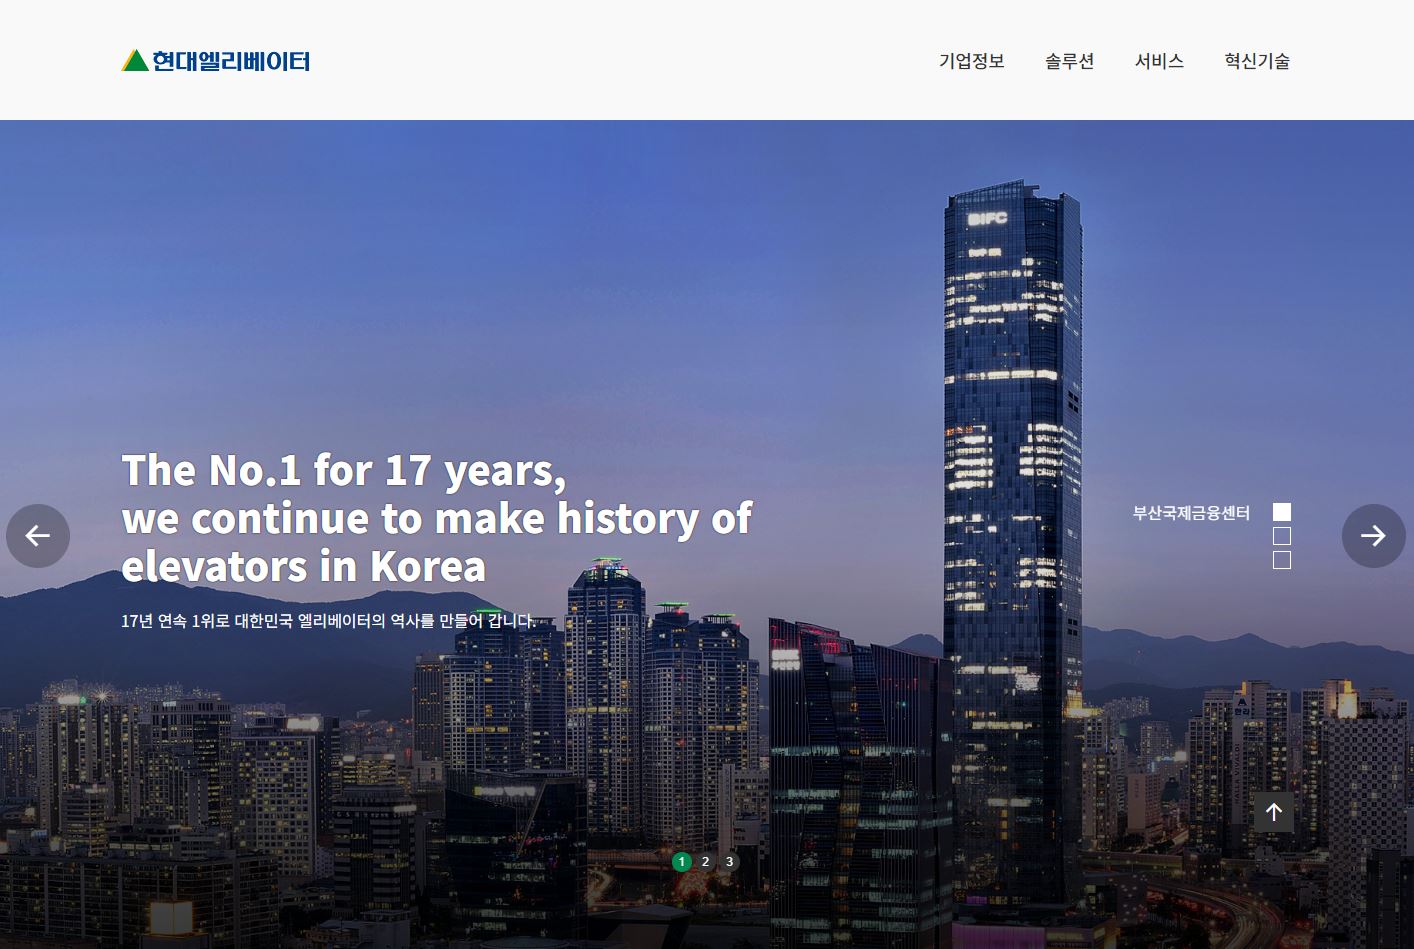 현대엘리베이터
기업정보 솔루션 서비스 혁신기술
BIFC
The No.1 for 17 years,
we continue to make history of
elevators in Korea
17년 연속 1위로 대한민국 엘리베이터의 역사를 만들어 갑니다.
부산국제금융센터
한라
1 2 3